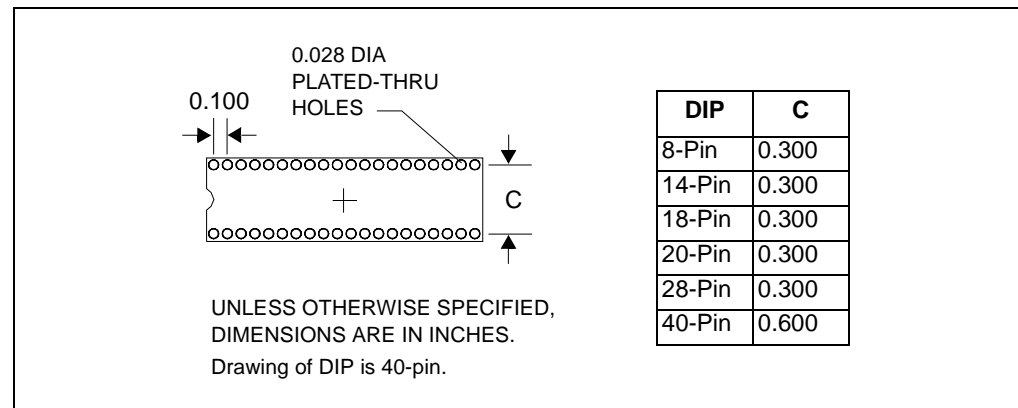 0.028 DIA
PLATED-THRU
HOLES
0.100
C
UNLESS OTHERWISE SPECIFIED,
DIMENSIONS ARE IN INCHES.
Drawing of DIP is 40-pin.
DIP C
8-Pin 0.300
14-Pin 0.300
18-Pin 0.300
20-Pin 0.300
28-Pin 0.300
40-Pin 0.600